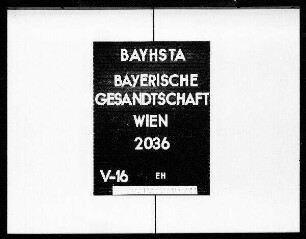 BAYHSTA
BAYERISCHE
GESANDTSCHAFT
WIEN
2036
V-16 EH